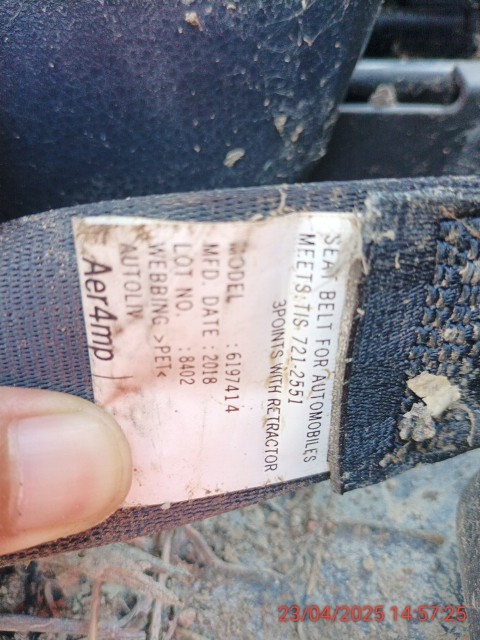 SEAT BELT FOR AUTOMOBILES
MEETS: TIS 721-2551
3POINTS WITH RETRACTOR
MODEL : 6197414
MFD. DATE : 2018
LOT NO. : 8402
WEBBING >PET<
AUTOLIV
Aer4mp
23/04/2025 14:57:25